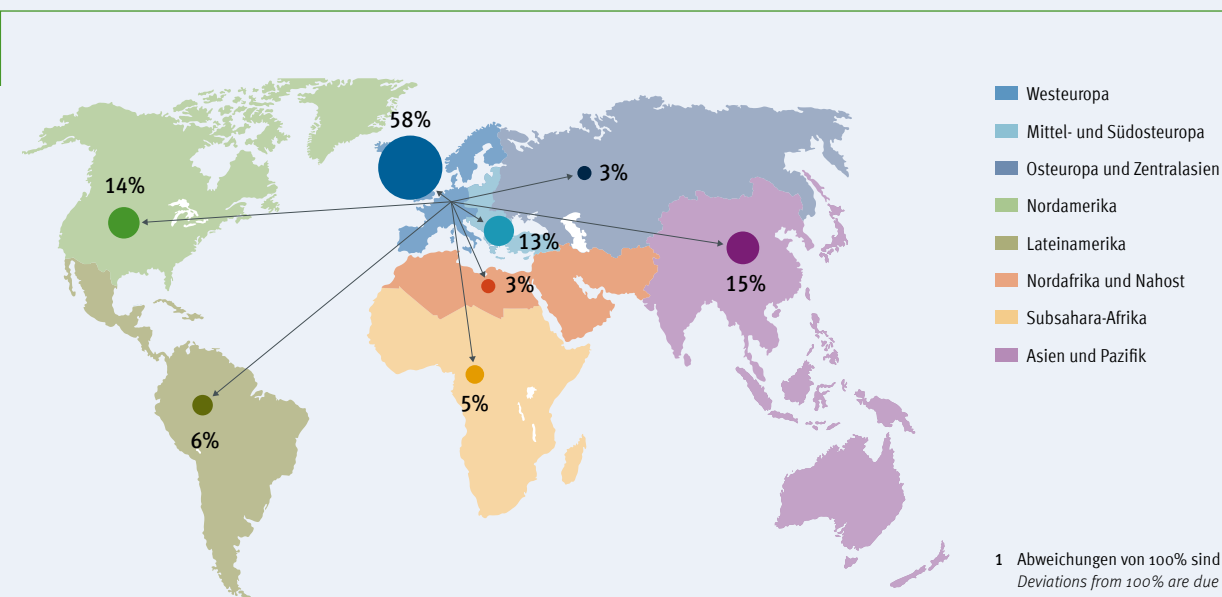 58%
14%
3%
13%
3%
15%
5%
6%
Westeuropa
Mittel- und Südosteuropa
Osteuropa und Zentralasien
Nordamerika
Lateinamerika
Nordafrika und Nahost
Subsahara-Afrika
Asien und Pazifik
1 Abweichungen von 100% sind
Deviations from 100% are due